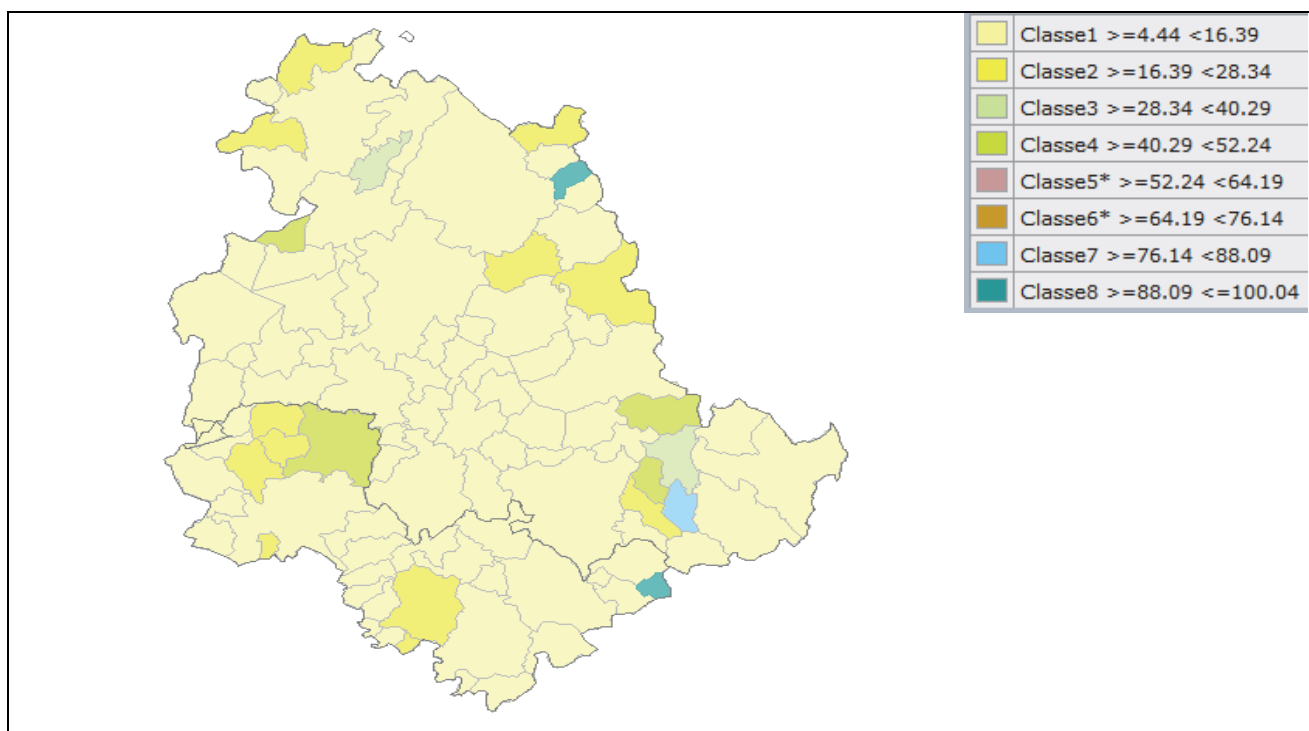 Classe1 >=4.44 <16.39
Classe2 >=16.39 <28.34
Classe3 >=28.34 <40.29
Classe4 >=40.29 <52.24
Classe5* >=52.24 <64.19
Classe6* >=64.19 <76.14
Classe7 >=76.14 <88.09
Classe8 >=88.09 <=100.04